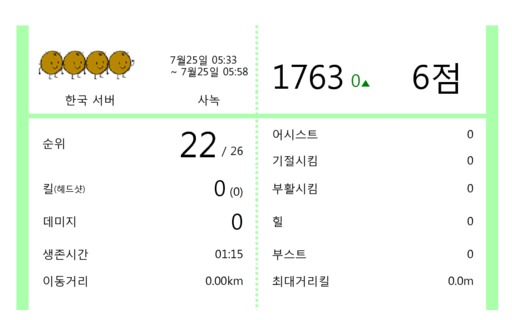 7월25일 05:33
~ 7월25일 05:58
한국 서버
사녹
1763 0▲
6점
순위
22 / 26
킬(헤드샷)
0 (0)
데미지
0
생존시간
01:15
이동거리
0.00km
어시스트
0
기절시킴
0
부활시킴
0
힐
0
부스트
0
최대거리킬
0.0m